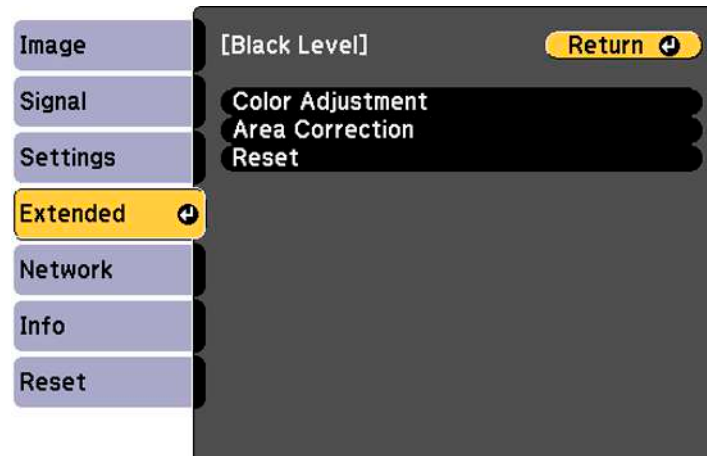 Image
Signal
Settings
Extended
Network
Info
Reset
[Black Level]
Return
Color Adjustment
Area Correction
Reset